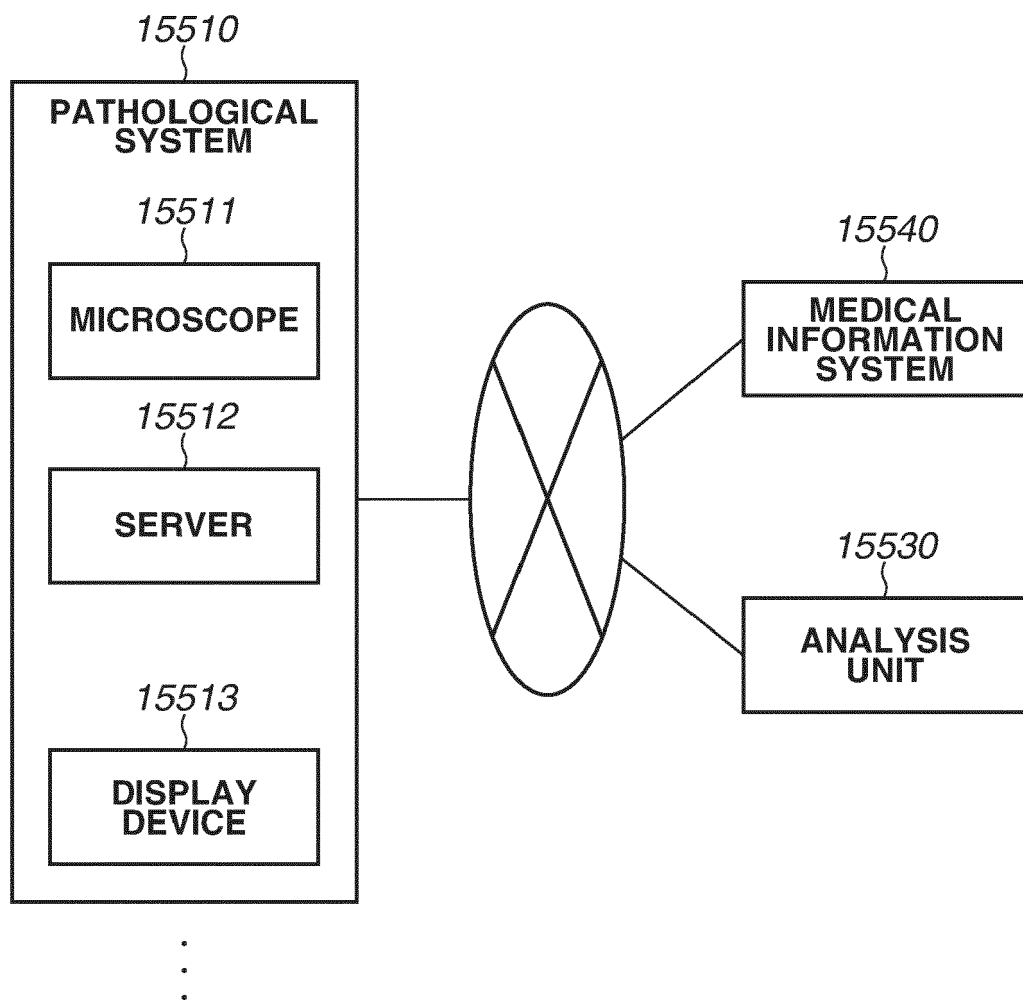 15510
PATHOLOGICAL
SYSTEM
15511
MICROSCOPE
15512
SERVER
15513
DISPLAY
DEVICE
15540
MEDICAL
INFORMATION
SYSTEM
15530
ANALYSIS
UNIT